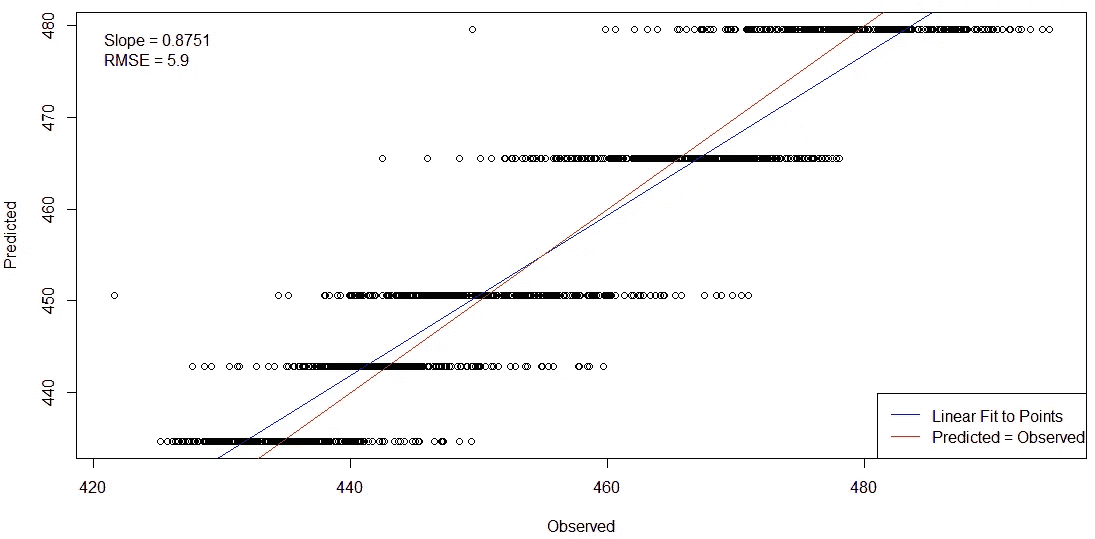 Slope = 0.8751
RMSE = 5.9
480
470
460
450
440
Predicted
420
440
460
480
Observed
Linear Fit to Points
Predicted = Observed